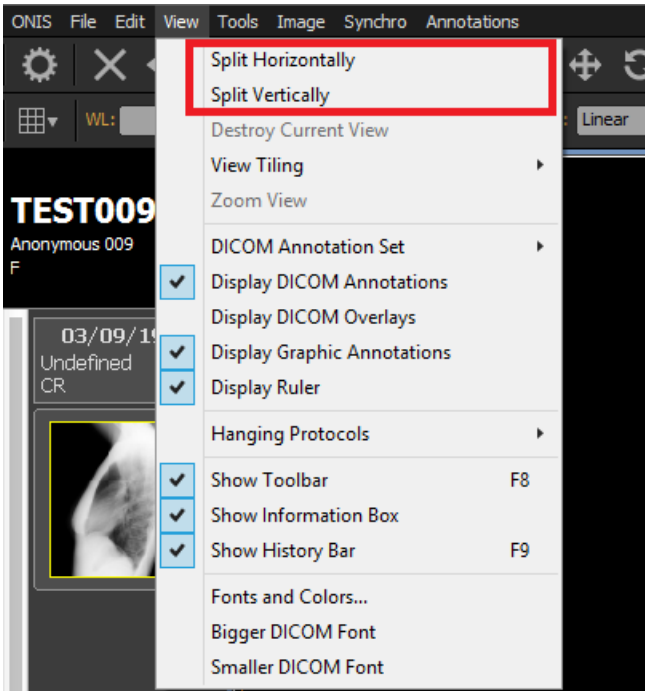 ONIS File Edit View Tools Image Synchro Annotations
Split Horizontally
Split Vertically
WL:
Linear
Destroy Current View
View Tiling
Zoom View
TEST009
Anonymous 009
F
DICOM Annotation Set
Display DICOM Annotations
Display DICOM Overlays
03/09/19
Undefined
CR
Display Graphic Annotations
Display Ruler
Hanging Protocols
Show Toolbar F8
Show Information Box
Show History Bar F9
Fonts and Colors...
Bigger DICOM Font
Smaller DICOM Font